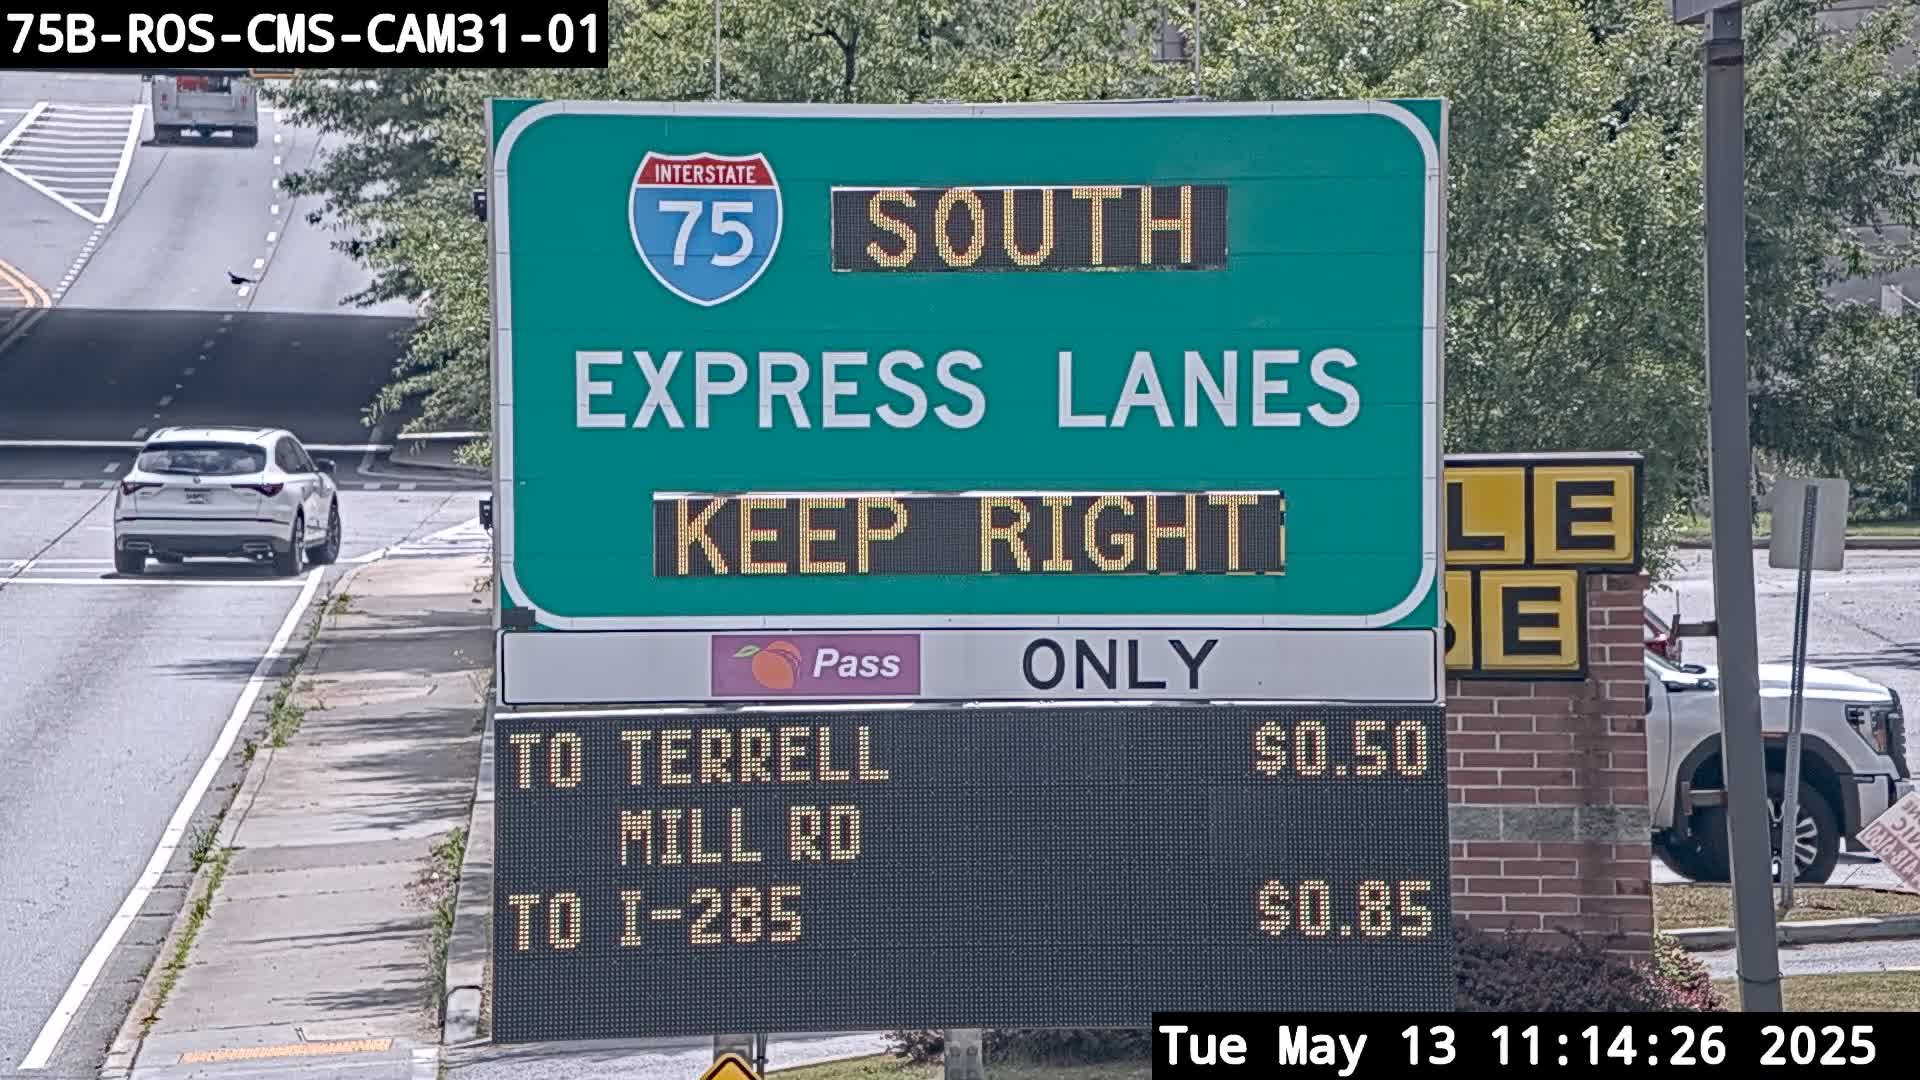 75B-ROS-CMS-CAM31-01
INTERSTATE
75
SOUTH
EXPRESS LANES
KEEP RIGHT
LE
E
Pass ONLY
TO TERRELL $0.50
MILL RD
TO I-285 $0.85
Tue May 13 11:14:26 2025